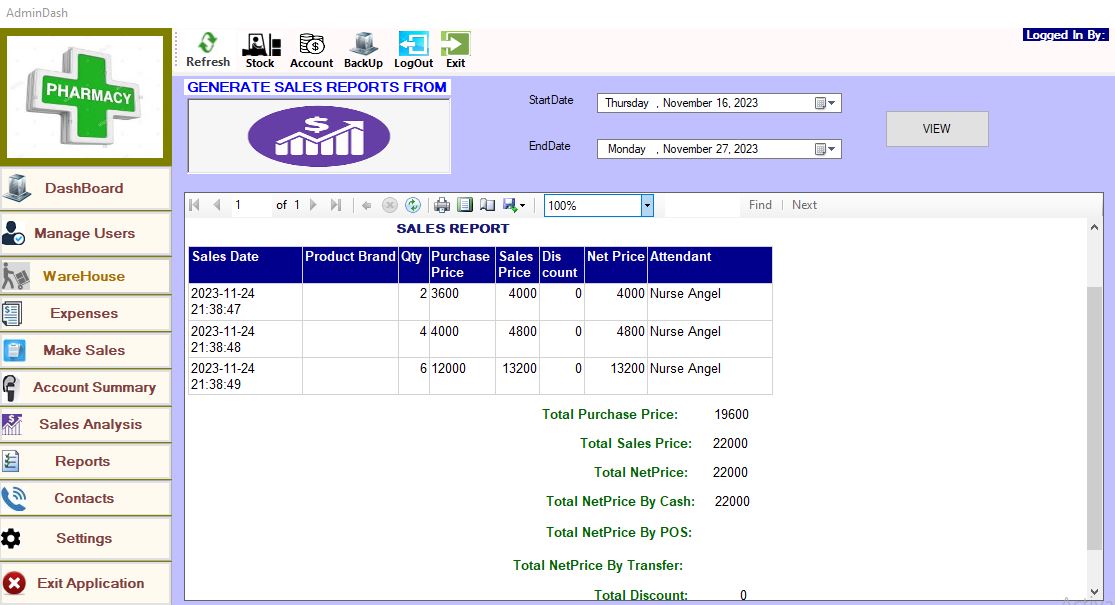 AdminDash
Logged In By:
PHARMACY
Refresh
Stock
Account
BackUp
LogOut
Exit
GENERATE SALES REPORTS FROM
StartDate
Thursday , November 16, 2023
EndDate
Monday , November 27, 2023
VIEW
DashBoard
Manage Users
WareHouse
Expenses
Make Sales
Account Summary
Sales Analysis
Reports
Contacts
Settings
Exit Application
1 of 1 100% Find Next
SALES REPORT
Sales Date Product Brand Qty Purchase Price Sales Price Dis count Net Price Attendant
2023-11-24 21:38:47 2 3600 4000 0 4000 Nurse Angel
2023-11-24 21:38:48 4 4000 4800 0 4800 Nurse Angel
2023-11-24 21:38:49 6 12000 13200 0 13200 Nurse Angel
Total Purchase Price: 19600
Total Sales Price: 22000
Total NetPrice: 22000
Total NetPrice By Cash: 22000
Total NetPrice By POS:
Total NetPrice By Transfer:
Total Discount: 0